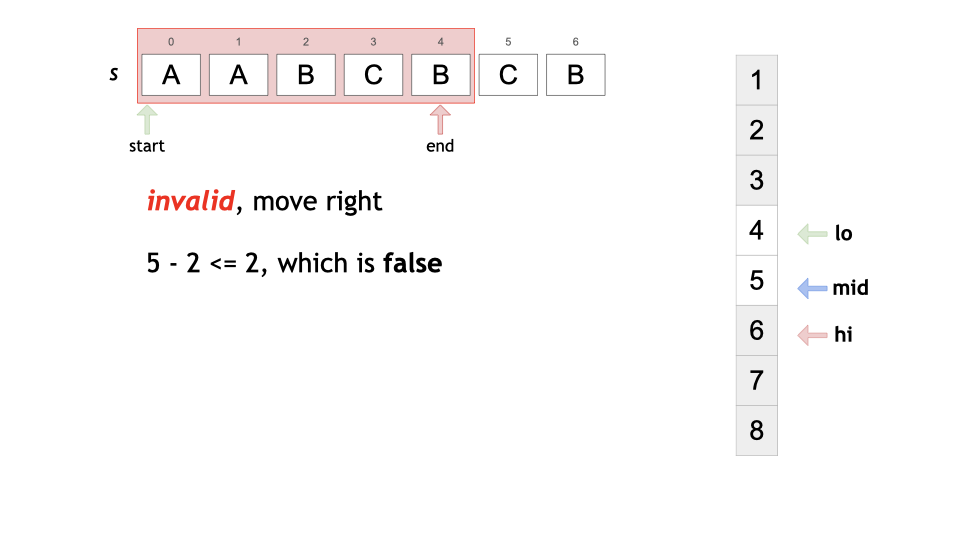 0 1 2 3 4 5 6
s A A B C B C B
start end
invalid, move right
5 - 2 <= 2, which is false
1
2
3
4 lo
5 mid
6 hi
7
8